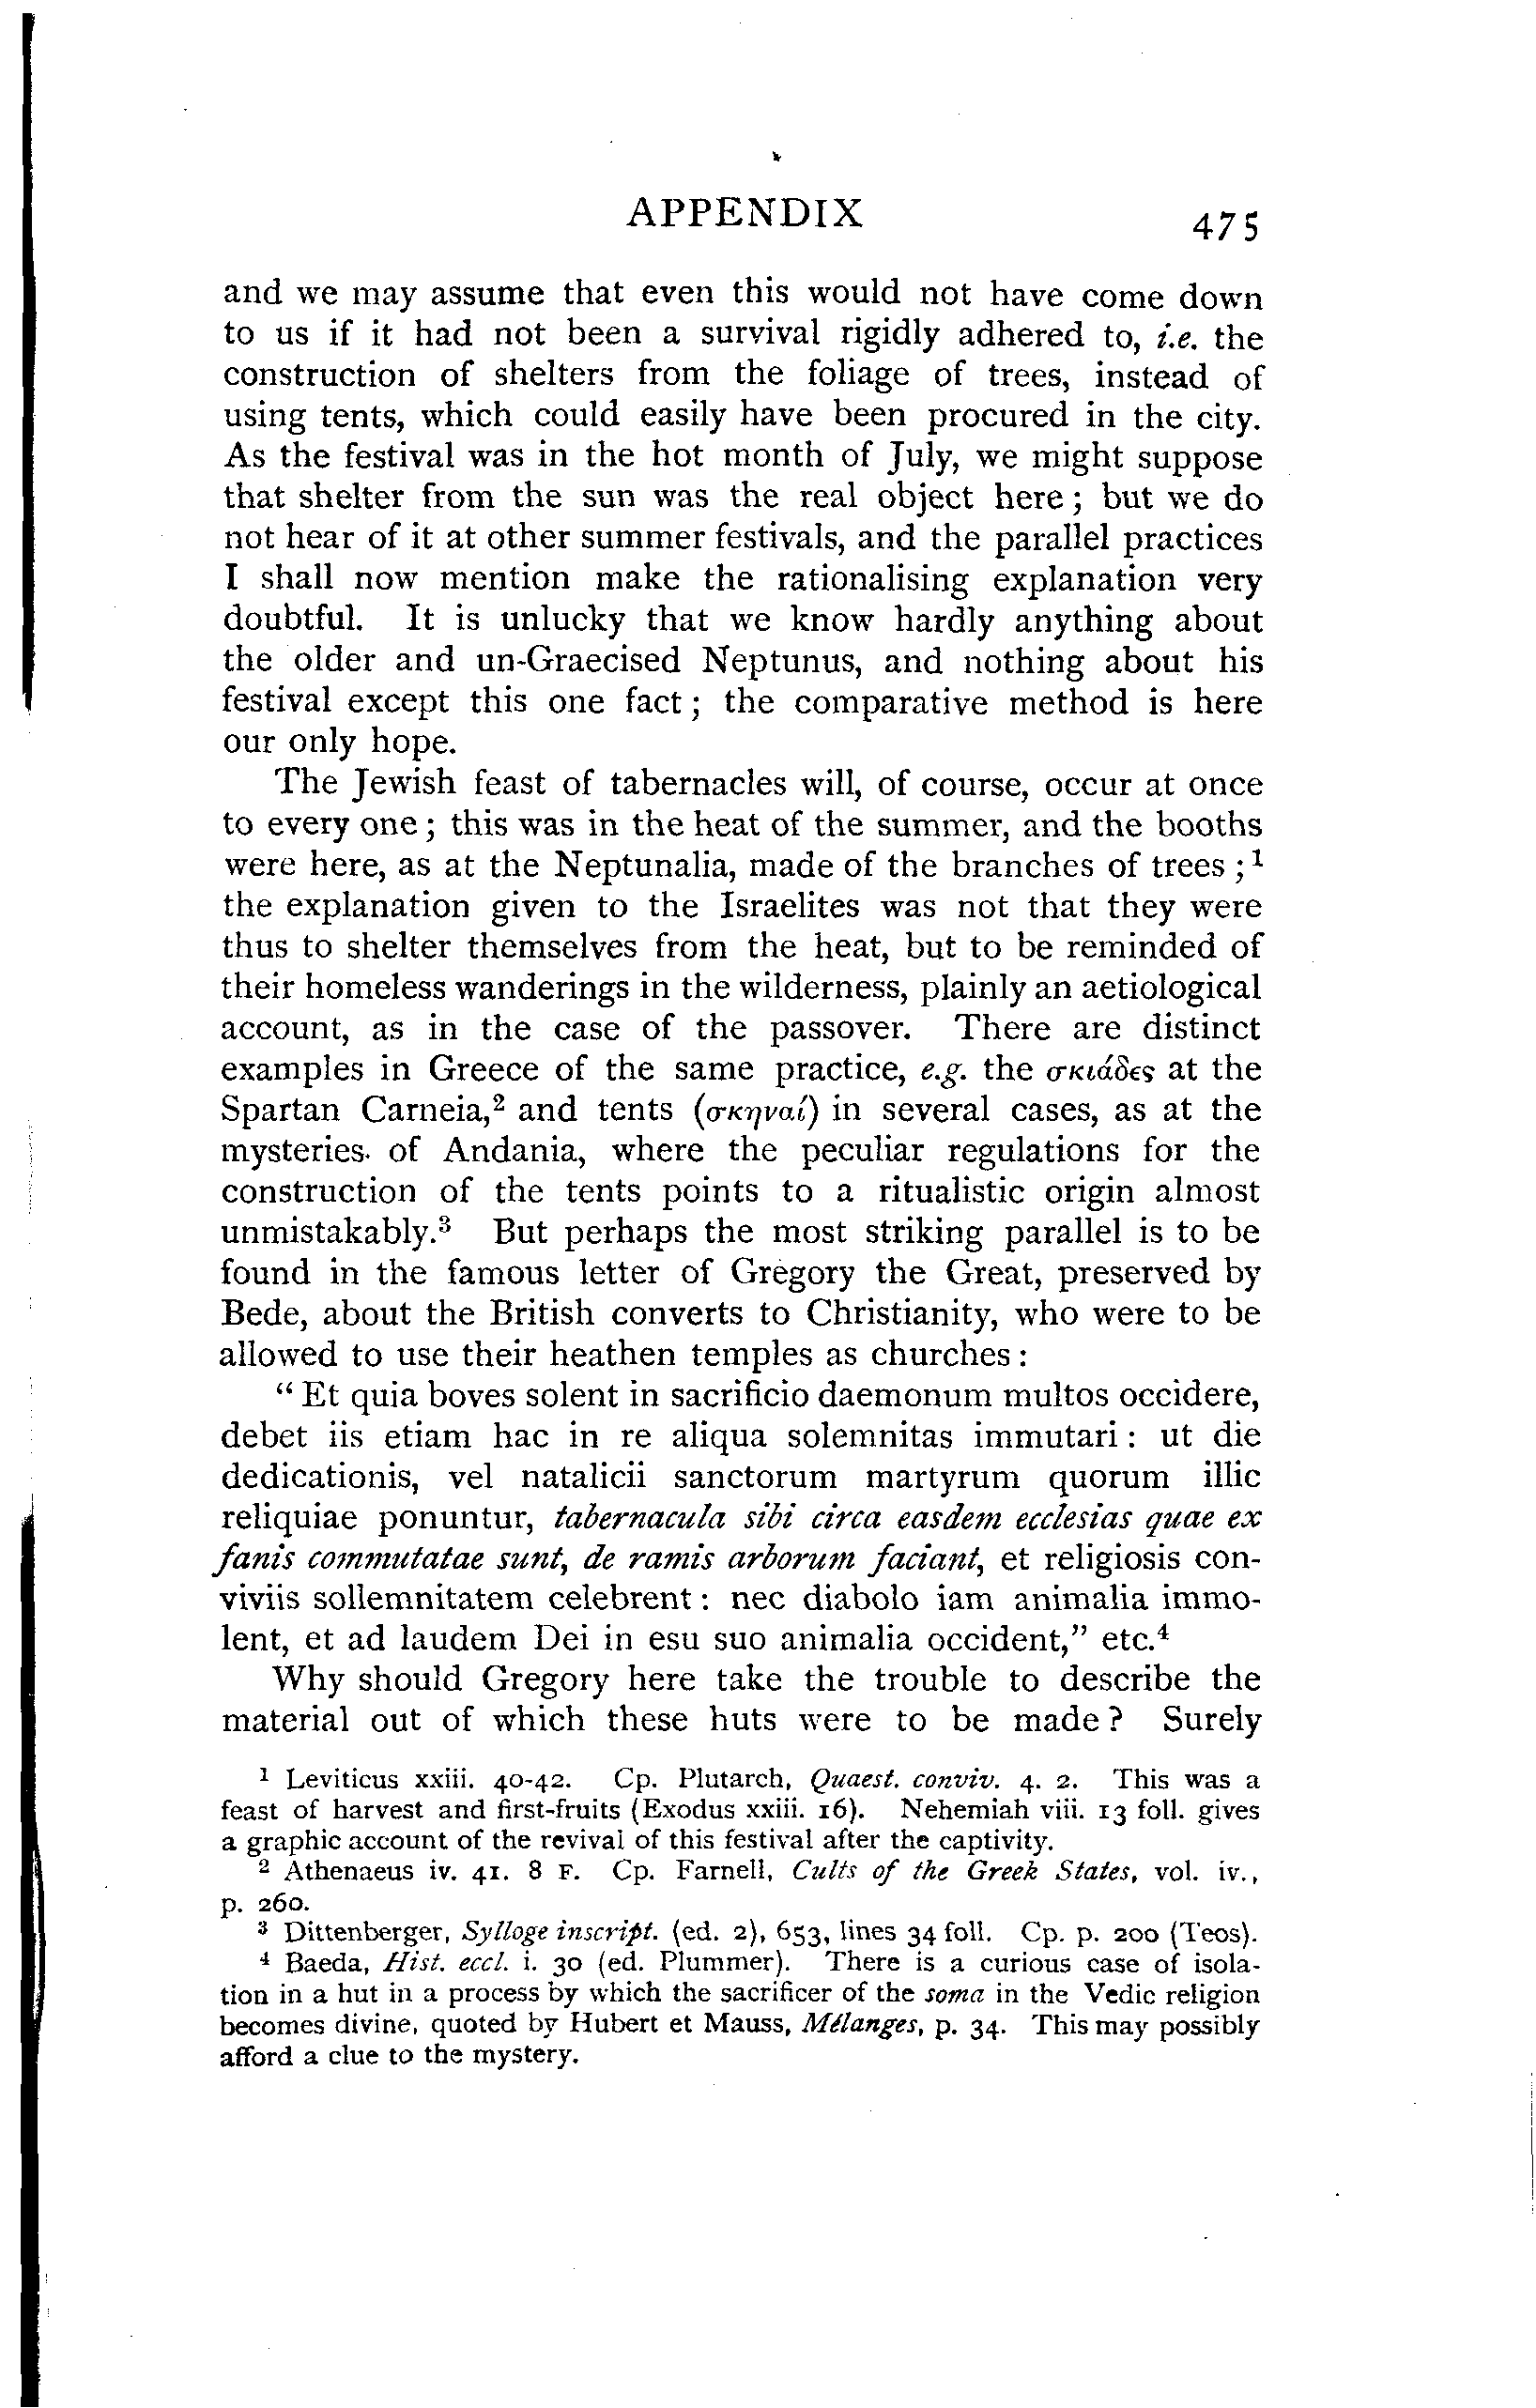 APPENDIX 475
and we may assume that even this would not have come down
to us if it had not been a survival rigidly adhered to, i.e. the
construction of shelters from the foliage of trees, instead of
using tents, which could easily have been procured in the city.
As the festival was in the hot month of July, we might suppose
that shelter from the sun was the real object here ; but we do
not hear of it at other summer festivals, and the parallel practices
I shall now mention make the rationalising explanation very
doubtful. It is unlucky that we know hardly anything about
the older and un-Graecised Neptunus, and nothing about his
festival except this one fact ; the comparative method is here
our only hope.
The Jewish feast of tabernacles will, of course, occur at once
to every one ; this was in the heat of the summer, and the booths
were here, as at the Neptunalia, made of the branches of trees ;¹
the explanation given to the Israelites was not that they were
thus to shelter themselves from the heat, but to be reminded of
their homeless wanderings in the wilderness, plainly an aetiological
account, as in the case of the passover. There are distinct
examples in Greece of the same practice, e.g. the σκιάδες at the
Spartan Carneia,² and tents (σκηναί) in several cases, as at the
mysteries of Andania, where the peculiar regulations for the
construction of the tents points to a ritualistic origin almost
unmistakably.³ But perhaps the most striking parallel is to be
found in the famous letter of Gregory the Great, preserved by
Bede, about the British converts to Christianity, who were to be
allowed to use their heathen temples as churches :
“ Et quia boves solent in sacrificio daemonum multos occidere,
debet iis etiam hac in re aliqua solemnitas immutari : ut die
dedicationis, vel natalicii sanctorum martyrum quorum illic
reliquiae ponuntur, tabernacula sibi circa easdem ecclesias quae ex
fanis commutatae sunt, de ramis arborum faciant, et religiosis con-
viviis sollemnitatem celebrent : nec diabolo iam animalia immo-
lent, et ad laudem Dei in esu suo animalia occident,” etc.⁴
Why should Gregory here take the trouble to describe the
material out of which these huts were to be made ? Surely
¹ Leviticus xxiii. 40-42. Cp. Plutarch, Quaest. conviv. 4. 2. This was a
feast of harvest and first-fruits (Exodus xxiii. 16). Nehemiah viii. 13 foll. gives
a graphic account of the revival of this festival after the captivity.
² Athenaeus iv. 41. 8 F. Cp. Farnell, Cults of the Greek States, vol. iv.,
p. 260.
³ Dittenberger, Sylloge inscript. (ed. 2), 653, lines 34 foll. Cp. p. 200 (Teos).
⁴ Baeda, Hist. eccl. i. 30 (ed. Plummer). There is a curious case of isola-
tion in a hut in a process by which the sacrificer of the soma in the Vedic religion
becomes divine, quoted by Hubert et Mauss, Mélanges, p. 34. This may possibly
afford a clue to the mystery.